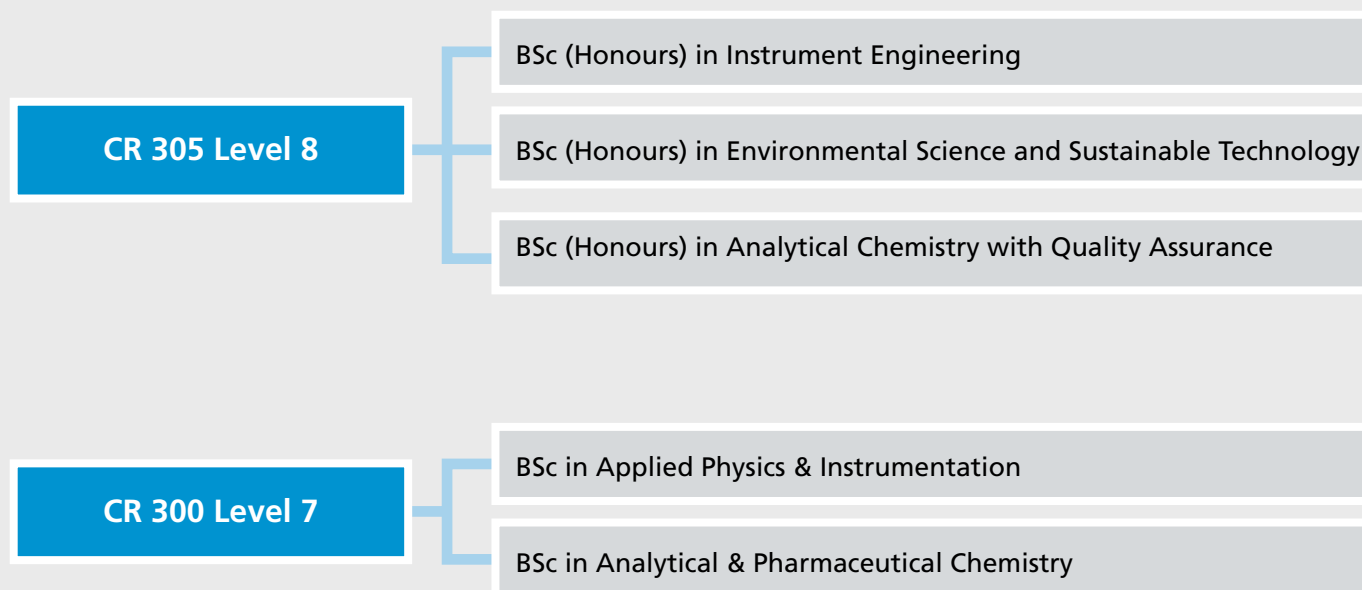 CR 305 Level 8
BSc (Honours) in Instrument Engineering
BSc (Honours) in Environmental Science and Sustainable Technology
BSc (Honours) in Analytical Chemistry with Quality Assurance
CR 300 Level 7
BSc in Applied Physics & Instrumentation
BSc in Analytical & Pharmaceutical Chemistry